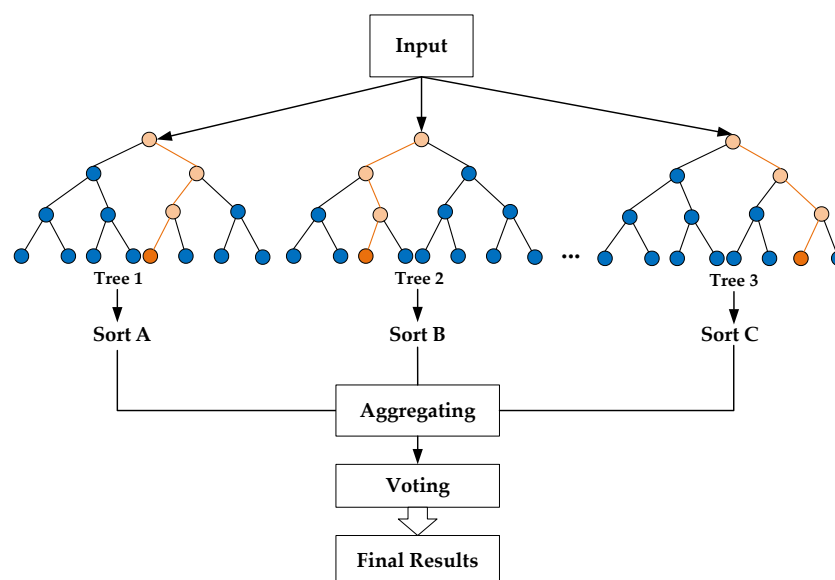 Input
...
Tree 1
Tree 2
Tree 3
Sort A
Sort B
Sort C
Aggregating
Voting
Final Results